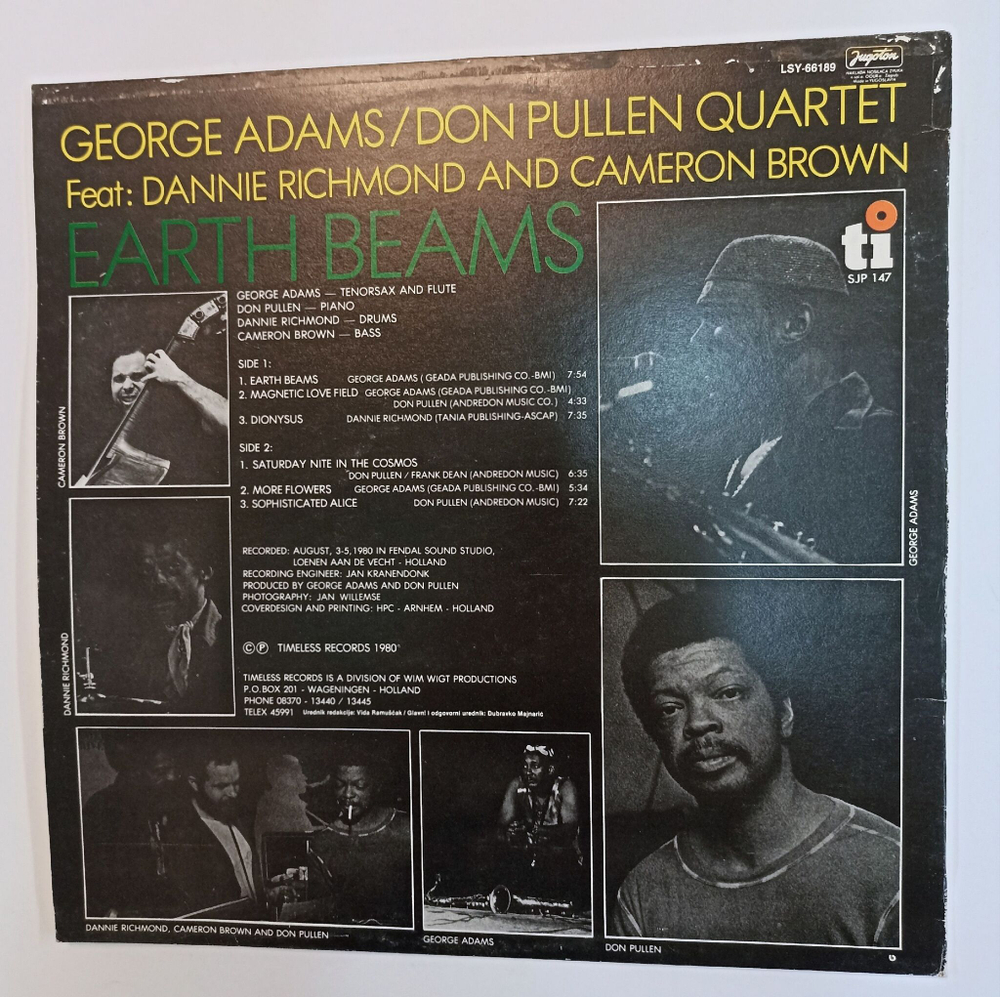 LSY-66189
Jugoton
GEORGE ADAMS/DON PULLEN QUARTET
Feat: DANNIE RICHMOND AND CAMERON BROWN
EARTH BEAMS
ti
SJP 147
GEORGE ADAMS — TENORSAX AND FLUTE
DON PULLEN — PIANO
DANNIE RICHMOND — DRUMS
CAMERON BROWN — BASS
SIDE 1:
1. EARTH BEAMS GEORGE ADAMS ( GEADA PUBLISHING CO.-BMI) 7:54
2. MAGNETIC LOVE FIELD GEORGE ADAMS (GEADA PUBLISHING CO.-BMI)
DON PULLEN (ANDREDON MUSIC CO.) 4:33
3. DIONYSUS DANNIE RICHMOND (TANIA PUBLISHING-ASCAP) 7:35
SIDE 2:
1. SATURDAY NITE IN THE COSMOS
DON PULLEN / FRANK DEAN (ANDREDON MUSIC) 6:35
2. MORE FLOWERS GEORGE ADAMS (GEADA PUBLISHING CO.-BMI) 5:34
3. SOPHISTICATED ALICE DON PULLEN (ANDREDON MUSIC) 7:22
CAMERON BROWN
GEORGE ADAMS
RECORDED: AUGUST, 3-5, 1980 IN FENDAL SOUND STUDIO,
LOENEN AAN DE VECHT - HOLLAND
RECORDING ENGINEER: JAN KRANENDONK
PRODUCED BY GEORGE ADAMS AND DON PULLEN
PHOTOGRAPHY: JAN WILLEMSE
COVERDESIGN AND PRINTING: HPC - ARNHEM - HOLLAND
©℗ TIMELESS RECORDS 1980
DANNIE RICHMOND
TIMELESS RECORDS IS A DIVISION OF WIM WIGT PRODUCTIONS
P.O.BOX 201 - WAGENINGEN - HOLLAND
PHONE 08370 - 13440 / 13445
TELEX 45991 Urednik redakcije: Vida Ramušćak / Glavni i odgovorni urednik: Dubravko Majnarić
DANNIE RICHMOND, CAMERON BROWN AND DON PULLEN
GEORGE ADAMS
DON PULLEN